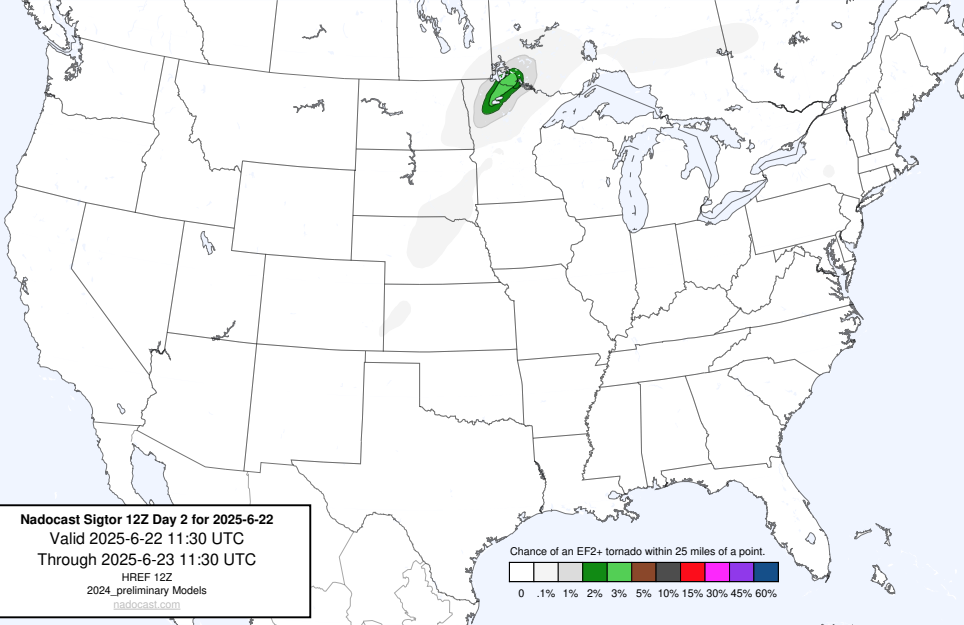 Nadocast Sigtor 12Z Day 2 for 2025-6-22
Valid 2025-6-22 11:30 UTC
Through 2025-6-23 11:30 UTC
HREF 12Z
2024_preliminary Models
nadocast.com
Chance of an EF2+ tornado within 25 miles of a point.
0 .1% 1% 2% 3% 5% 10% 15% 30% 45% 60%